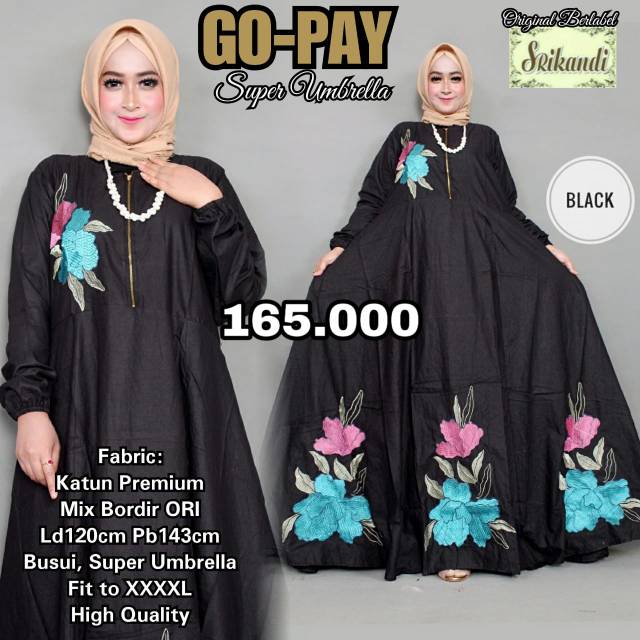 GO-PAY
Super Umbrella
Original Berlabel
Srikandi
BLACK
165.000
Fabric:
Katun Premium
Mix Bordir ORI
Ld120cm Pb143cm
Busui, Super Umbrella
Fit to XXXXL
High Quality